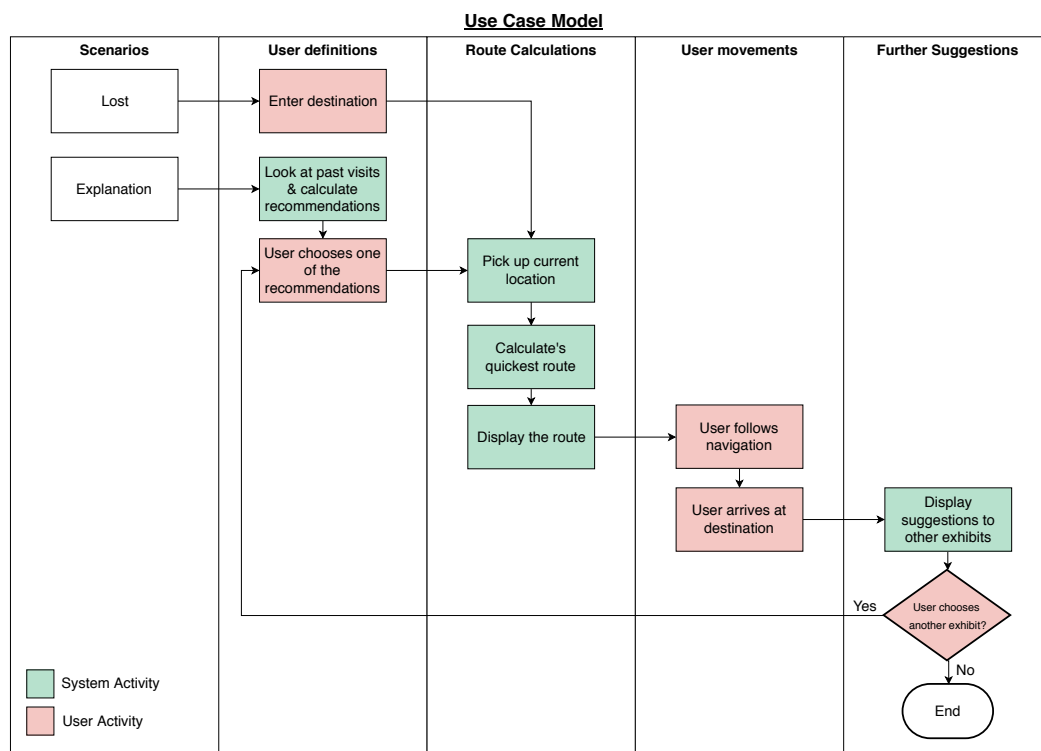 Use Case Model
Scenarios
User definitions
Route Calculations
User movements
Further Suggestions
Lost
Enter destination
Explanation
Look at past visits
& calculate
recommendations
User chooses one
of the
recommendations
Pick up current
location
Calculate's
quickest route
Display the route
User follows
navigation
User arrives at
destination
Display
suggestions to
other exhibits
User chooses
another exhibit?
Yes
No
End
System Activity
User Activity